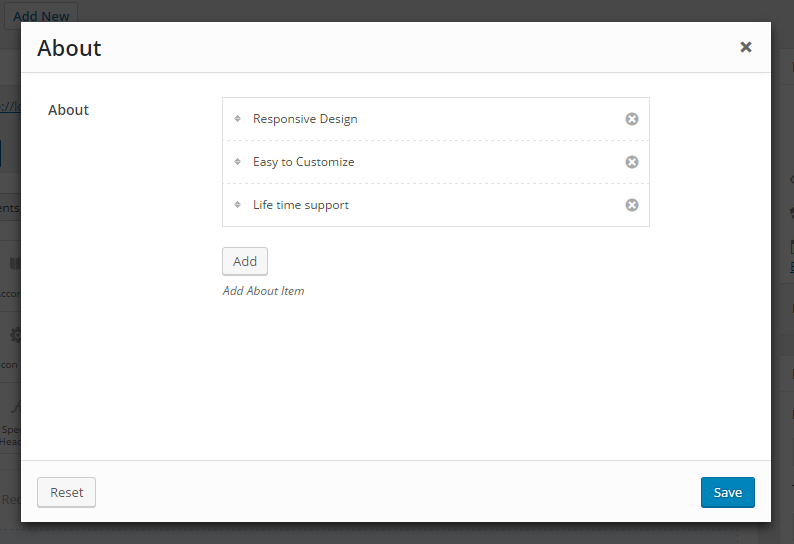 Add New
About
About
Responsive Design
Easy to Customize
Life time support
Add
Add About Item
Reset
Save